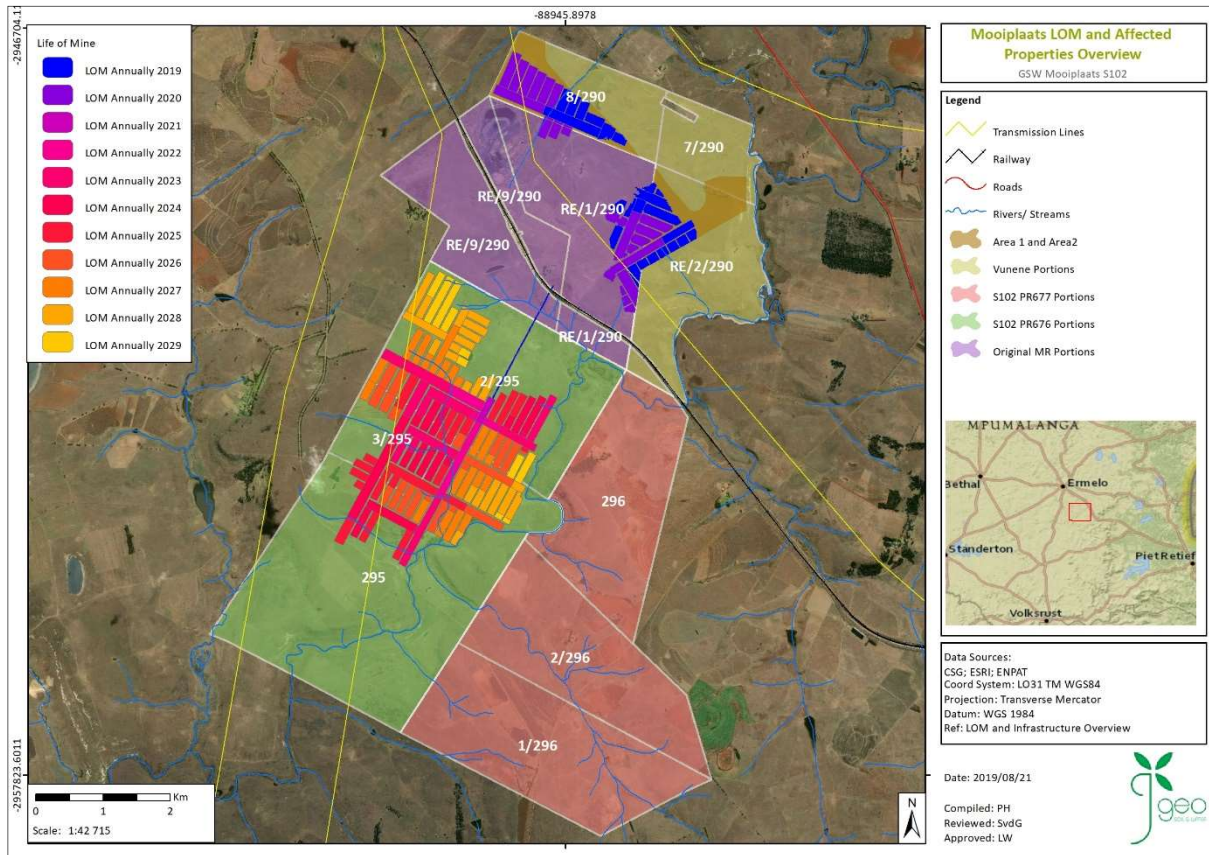 -88945.8978
-2946704.11
Life of Mine
LOM Annually 2019
LOM Annually 2020
LOM Annually 2021
LOM Annually 2022
LOM Annually 2023
LOM Annually 2024
LOM Annually 2025
LOM Annually 2026
LOM Annually 2027
LOM Annually 2028
LOM Annually 2029
8/290
7/290
RE/9/290
RE/1/290
RE/9/290
RE/2/290
RE/1/290
2/295
3/295
296
295
2/296
1/296
-2957823.6011
Km
0 1 2
Scale: 1:42 715
N
Mooiplaats LOM and Affected
Properties Overview
GSW Mooiplaats S102
Legend
Transmission Lines
Railway
Roads
Rivers/ Streams
Area 1 and Area2
Vunene Portions
S102 PR677 Portions
S102 PR676 Portions
Original MR Portions
MPUMALANGA
Bethal
Ermelo
Standerton
Piet Retief
Volksrust
Data Sources:
CSG; ESRI; ENPAT
Coord System: LO31 TM WGS84
Projection: Transverse Mercator
Datum: WGS 1984
Ref: LOM and Infrastructure Overview
Date: 2019/08/21
Compiled: PH
Reviewed: SvdG
Approved: LW
geo